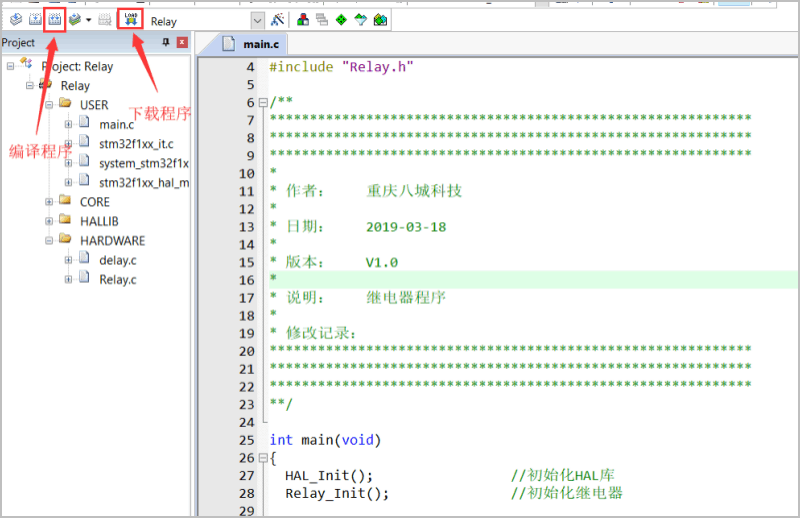 LOAD
Relay
Project
main.c
Project: Relay
Relay
USER
main.c
stm32f1xx_it.c
system_stm32f1x
stm32f1xx_hal_m
CORE
HALLIB
HARDWARE
delay.c
Relay.c
编译程序
下载程序
4 #include "Relay.h"
5
6 /**
7 ************************************************************
8 ************************************************************
9 ************************************************************
10 *
11 * 作者： 重庆八城科技
12 *
13 * 日期： 2019-03-18
14 *
15 * 版本： V1.0
16 *
17 * 说明： 继电器程序
18 *
19 * 修改记录：
20 ************************************************************
21 ************************************************************
22 ************************************************************
23 **/
24
25 int main(void)
26 {
27 HAL_Init(); //初始化HAL库
28 Relay_Init(); //初始化继电器
29